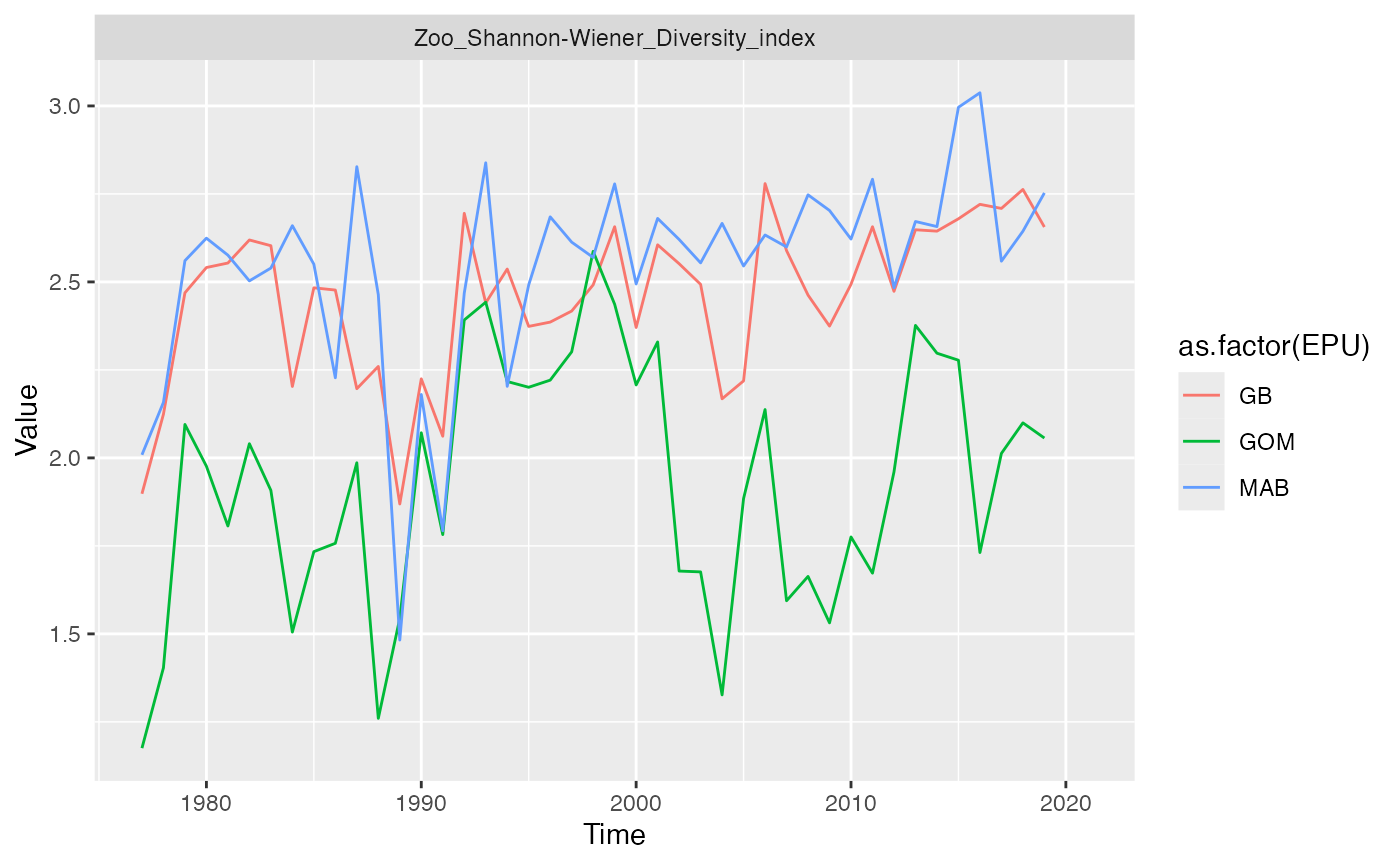 Zoo_Shannon-Wiener_Diversity_index
3.0
2.5
2.0
1.5
Value
1980 1990 2000 2010 2020
Time
as.factor(EPU)
GB
GOM
MAB